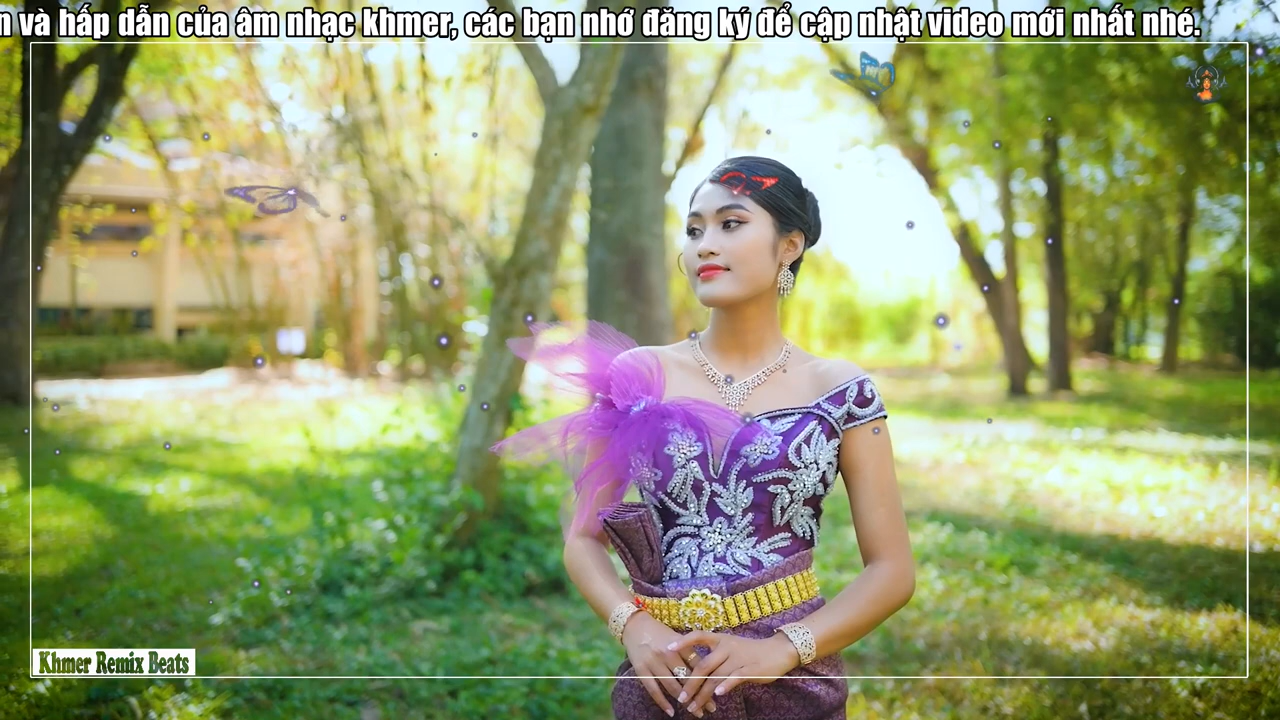 và hấp dẫn của âm nhạc khmer, các bạn nhớ đăng ký để cập nhật video mới nhất nhé.
Khmer Remix Beats